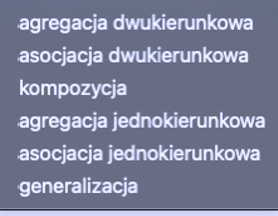 agregacja dwukierunkowa
asocjacja dwukierunkowa
kompozycja
agregacja jednokierunkowa
asocjacja jednokierunkowa
generalizacja